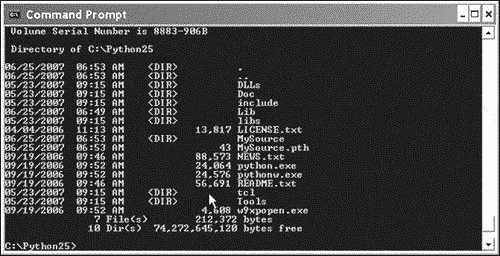 Command Prompt
Volume Serial Number is 8883-906B
Directory of C:\Python25
06/25/2007 06:53 AM <DIR> .
06/25/2007 06:53 AM <DIR> ..
05/23/2007 09:15 AM <DIR> DLLs
05/23/2007 09:15 AM <DIR> Doc
05/23/2007 09:15 AM <DIR> include
06/25/2007 06:49 AM <DIR> Lib
05/23/2007 09:15 AM <DIR> libs
04/04/2006 11:13 AM 13,817 LICENSE.txt
06/25/2007 06:53 AM <DIR> MySource
06/25/2007 06:53 AM 43 MySource.pth
09/19/2006 09:52 AM 88,573 NEWS.txt
09/19/2006 09:52 AM 24,064 python.exe
09/19/2006 09:52 AM 24,576 pythonw.exe
09/19/2006 09:46 AM 56,691 README.txt
05/23/2007 09:15 AM <DIR> tcl
05/23/2007 09:15 AM <DIR> Tools
09/19/2006 09:52 AM 4,608 w9xpopen.exe
7 File(s) 212,372 bytes
10 Dir(s) 74,272,645,120 bytes free
C:\Python25>